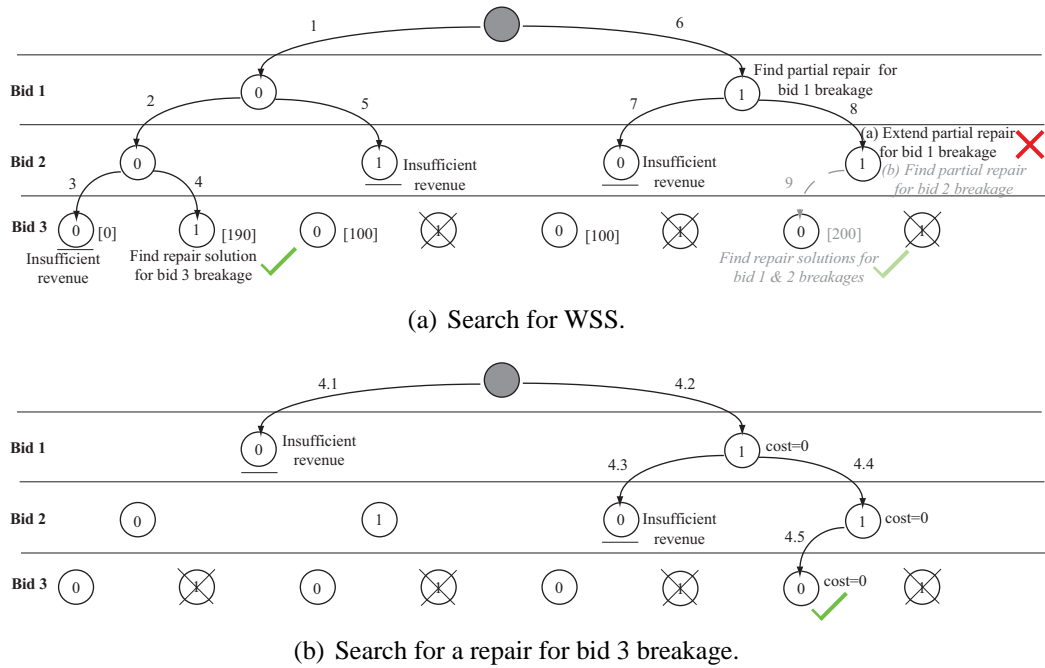 1
6
Bid 1
0
1
Find partial repair for
bid 1 breakage
2
5
7
8
Bid 2
0
1
Insufficient
revenue
0
Insufficient
revenue
1
(a) Extend partial repair
for bid 1 breakage
(b) Find partial repair
for bid 2 breakage
3
4
9
Bid 3
0
[0]
1
[190]
0
[100]
1
0
[100]
1
0
[200]
1
Insufficient
revenue
Find repair solution
for bid 3 breakage
Find repair solutions for
bid 1 & 2 breakages
(a) Search for WSS.
4.1
4.2
Bid 1
0
Insufficient
revenue
1
cost=0
4.3
4.4
Bid 2
0
1
0
Insufficient
revenue
1
cost=0
4.5
Bid 3
0
1
0
1
0
1
0
cost=0
1
(b) Search for a repair for bid 3 breakage.